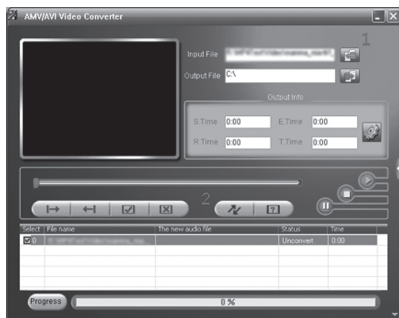 AMV/AVI Video Converter
1
Input File
Output File C:\
Output Info
S.Time 0:00 E.Time 0:00
R.Time 0:00 T.Time 0:00
2
Select File name The new audio file Status Time
0 Unconvert 0:00
Progress 0 %